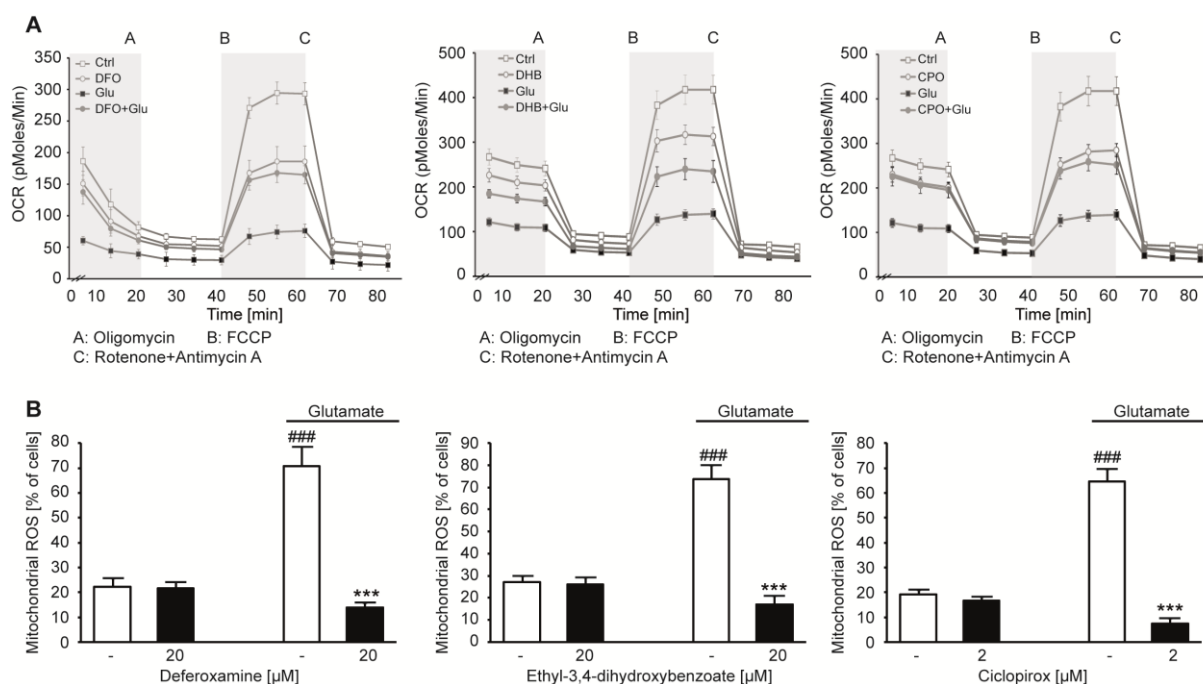 A
A B C
350
300
250
200
150
100
50
0
OCR (pMoles/Min)
Ctrl
DFO
Glu
DFO+Glu
0 10 20 30 40 50 60 70 80
Time [min]
A: Oligomycin B: FCCP
C: Rotenone+Antimycin A
A B C
500
400
300
200
100
0
OCR (pMoles/Min)
Ctrl
DHB
Glu
DHB+Glu
0 10 20 30 40 50 60 70 80
Time [min]
A: Oligomycin B: FCCP
C: Rotenone+Antimycin A
A B C
500
400
300
200
100
0
OCR (pMoles/Min)
Ctrl
CPO
Glu
CPO+Glu
0 10 20 30 40 50 60 70 80
Time [min]
A: Oligomycin B: FCCP
C: Rotenone+Antimycin A
B
Glutamate
80
70
60
50
40
30
20
10
0
Mitochondrial ROS [% of cells]
###
***
- 20 - 20
Deferoxamine [µM]
Glutamate
90
80
70
60
50
40
30
20
10
0
Mitochondrial ROS [% of cells]
###
***
- 20 - 20
Ethyl-3,4-dihydroxybenzoate [µM]
Glutamate
80
70
60
50
40
30
20
10
0
Mitochondrial ROS [% of cells]
###
***
- 2 - 2
Ciclopirox [µM]